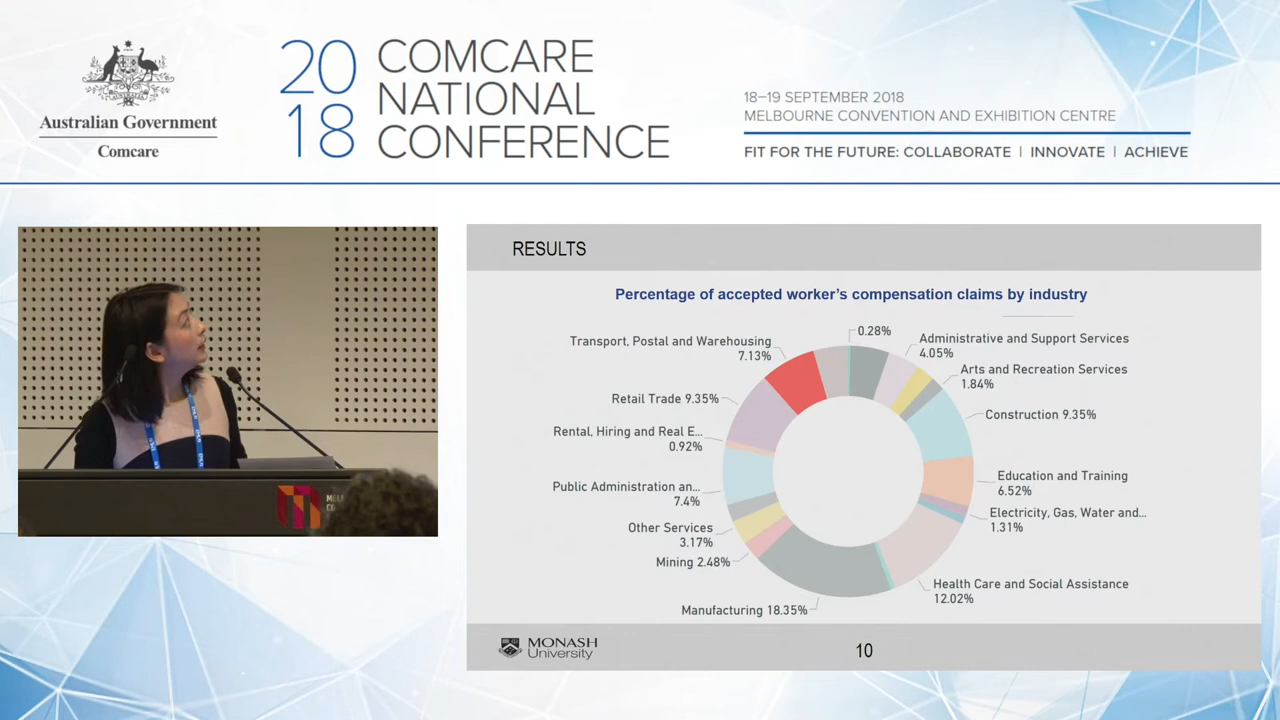 Australian Government
Comcare
20
18
COMCARE
NATIONAL
CONFERENCE
18–19 SEPTEMBER 2018
MELBOURNE CONVENTION AND EXHIBITION CENTRE
FIT FOR THE FUTURE: COLLABORATE | INNOVATE | ACHIEVE
RESULTS
Percentage of accepted worker's compensation claims by industry
0.28%
Administrative and Support Services
4.05%
Arts and Recreation Services
1.84%
Construction 9.35%
Education and Training
6.52%
Electricity, Gas, Water and...
1.31%
Health Care and Social Assistance
12.02%
Manufacturing 18.35%
Mining 2.48%
Other Services
3.17%
Public Administration an...
7.4%
Rental, Hiring and Real E...
0.92%
Retail Trade 9.35%
Transport, Postal and Warehousing
7.13%
MONASH
University
10